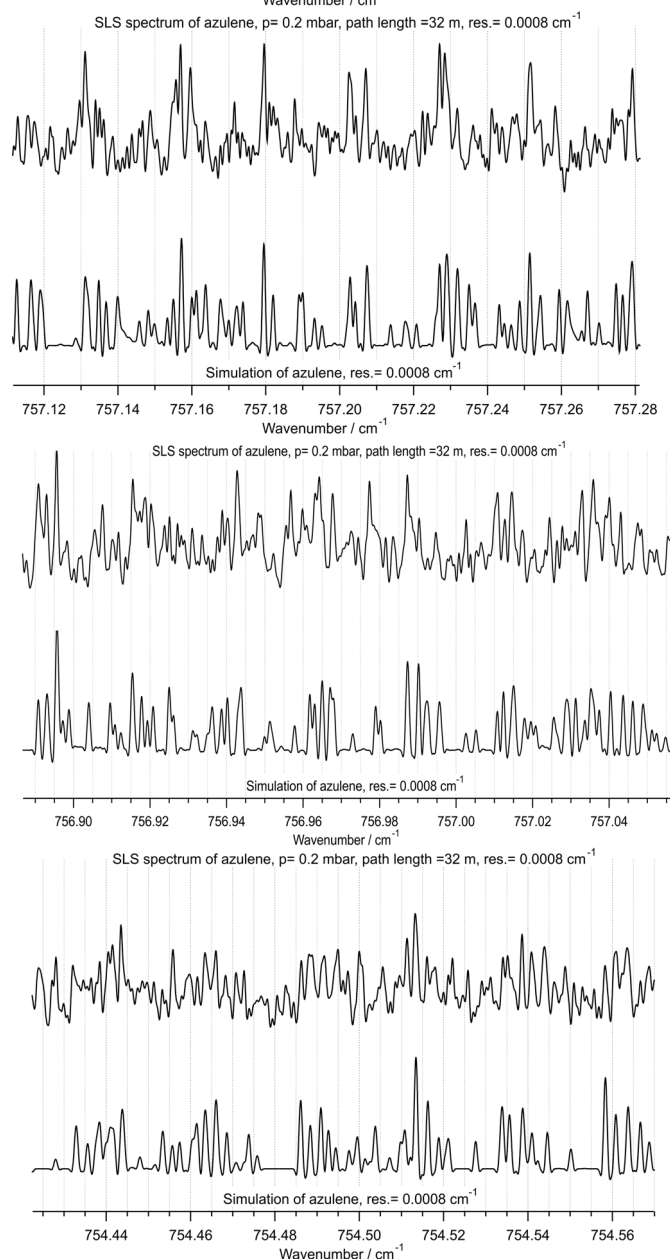 Wavenumber / cm
SLS spectrum of azulene, p= 0.2 mbar, path length =32 m, res.= 0.0008 cm-1
Simulation of azulene, res.= 0.0008 cm-1
757.12 757.14 757.16 757.18 757.20 757.22 757.24 757.26 757.28
Wavenumber / cm-1
SLS spectrum of azulene, p= 0.2 mbar, path length =32 m, res.= 0.0008 cm-1
Simulation of azulene, res.= 0.0008 cm-1
756.90 756.92 756.94 756.96 756.98 757.00 757.02 757.04
Wavenumber / cm-1
SLS spectrum of azulene, p= 0.2 mbar, path length =32 m, res.= 0.0008 cm-1
Simulation of azulene, res.= 0.0008 cm-1
754.44 754.46 754.48 754.50 754.52 754.54 754.56
Wavenumber / cm-1